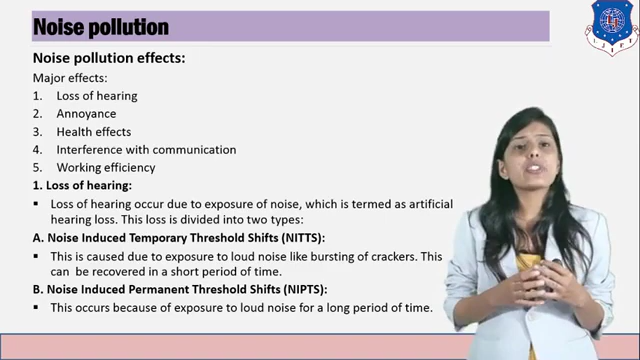 Noise pollution
Noise pollution effects:
Major effects:
1. Loss of hearing
2. Annoyance
3. Health effects
4. Interference with communication
5. Working efficiency
1. Loss of hearing:
▪ Loss of hearing occur due to exposure of noise, which is termed as artificial
hearing loss. This loss is divided into two types:
A. Noise Induced Temporary Threshold Shifts (NITTS):
▪ This is caused due to exposure to loud noise like bursting of crackers. This
can be recovered in a short period of time.
B. Noise Induced Permanent Threshold Shifts (NIPTS):
▪ This occurs because of exposure to loud noise for a long period of time.